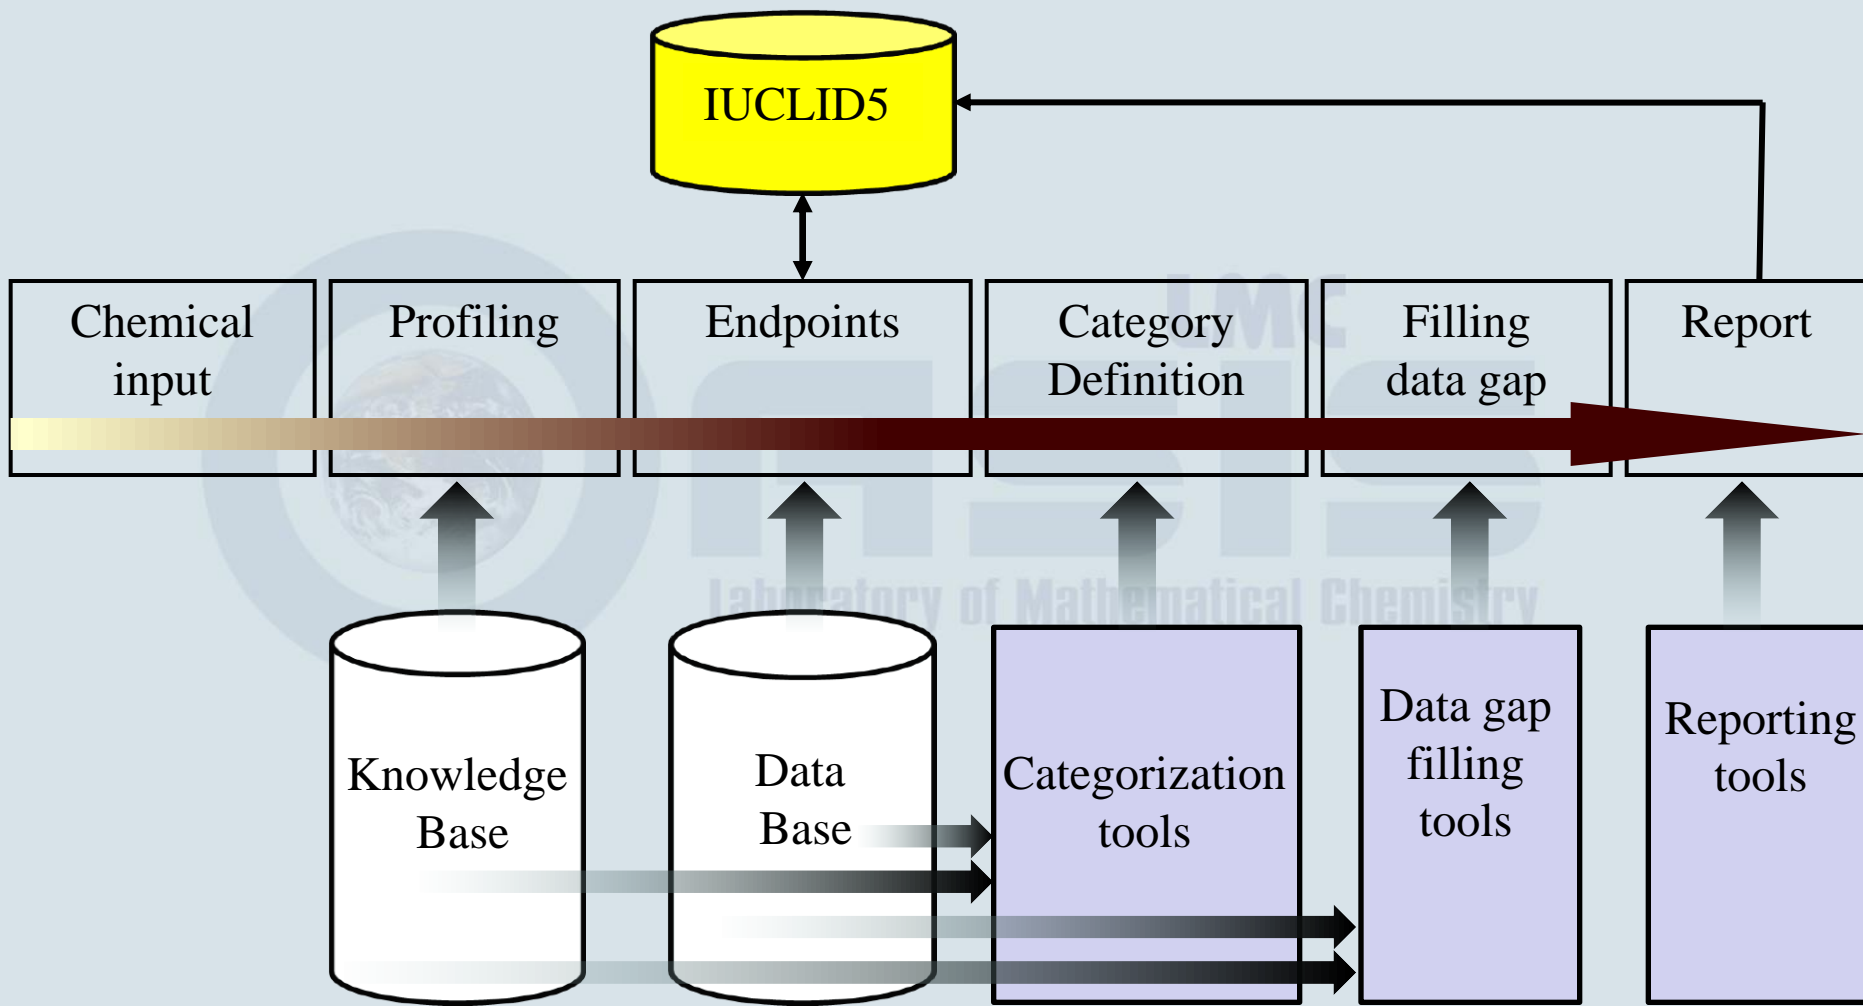 IUCLID5
Chemical
input
Profiling
Endpoints
Category
Definition
Filling
data gap
Report
LMC
OASIS
Laboratory of Mathematical Chemistry
Knowledge
Base
Data
Base
Categorization
tools
Data gap
filling
tools
Reporting
tools